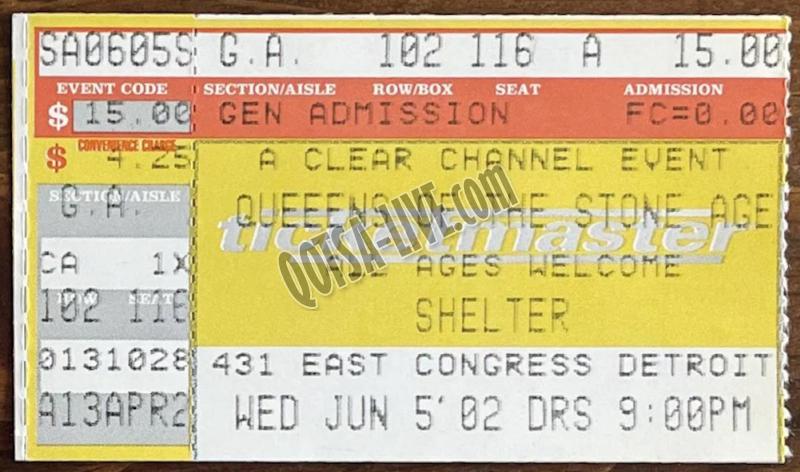 SA0605S G.A. 102 116 A 15.00
EVENT CODE SECTION/AISLE ROW/BOX SEAT ADMISSION
$ 15.00 GEN ADMISSION FC=0.00
CONVENIENCE CHARGE
$ 4.25 A CLEAR CHANNEL EVENT
SECTION/AISLE
G.A. QUEEENS OF THE STONE AGE
ticketmaster
QOTSA-LIVE.com
CA 1X ALL AGES WELCOME
ROW SEAT
102 116 SHELTER
0131028 431 EAST CONGRESS DETROIT
A13APR2 WED JUN 5'02 DRS 9:00PM